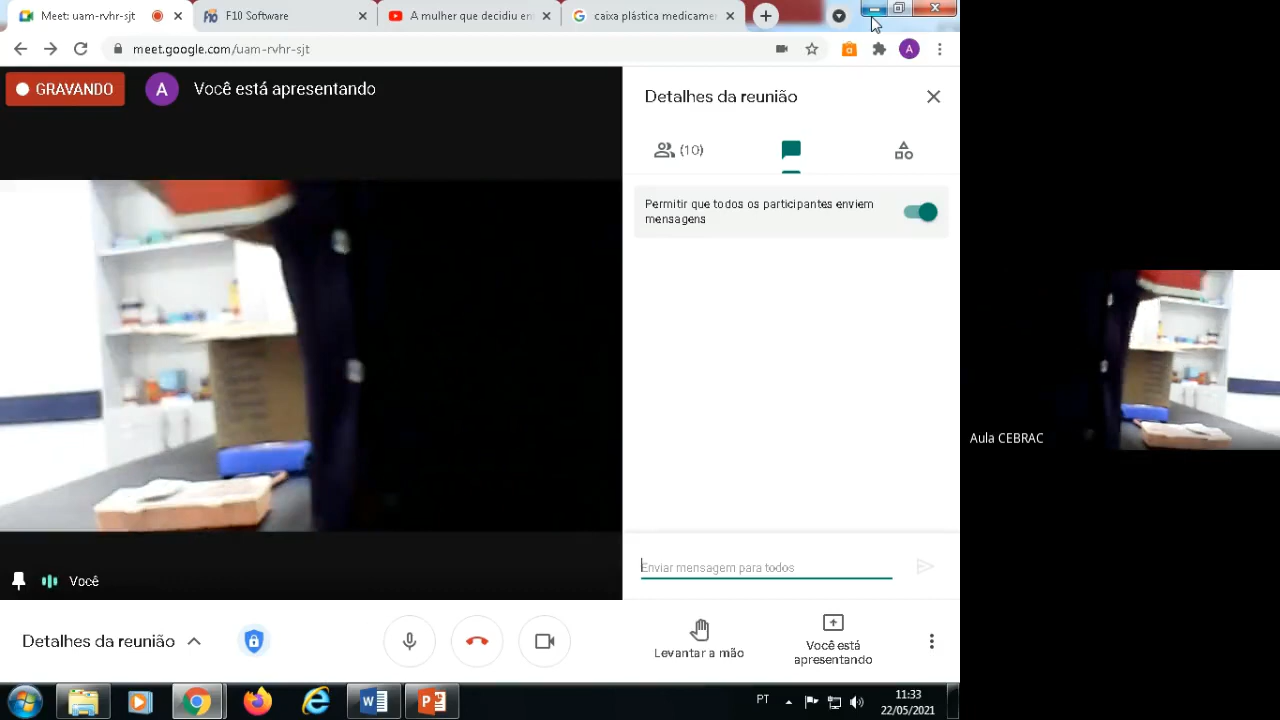 Meet: uam-rvhr-sjt
F10 Software
A mulher que decidiu en
caixa plástica medicamen
meet.google.com/uam-rvhr-sjt
A
GRAVANDO
A
Você está apresentando
Detalhes da reunião
(10)
Permitir que todos os participantes enviem
mensagens
Aula CEBRAC
Enviar mensagem para todos
Você
Detalhes da reunião
Levantar a mão
Você está
apresentando
PT
11:33
22/05/2021